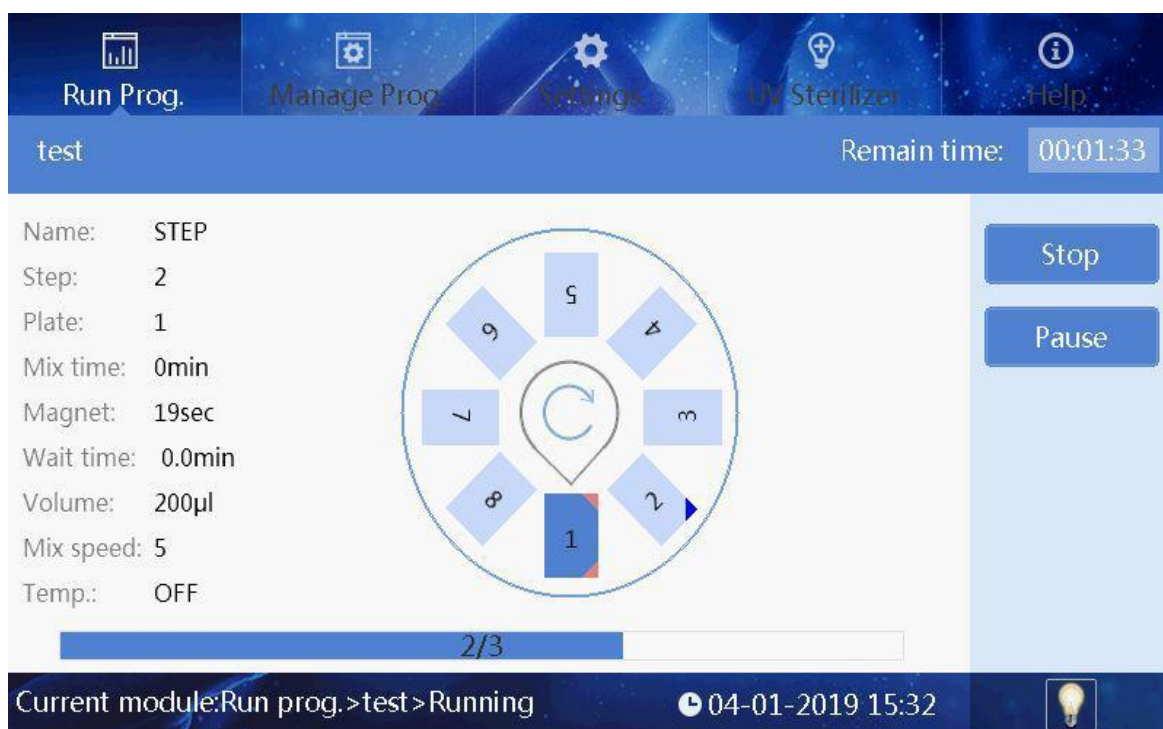 Run Prog.
Manage Prog.
Settings
UV Sterilizer
Help
test
Remain time: 00:01:33
Name: STEP
Step: 2
Plate: 1
Mix time: 0min
Magnet: 19sec
Wait time: 0.0min
Volume: 200µl
Mix speed: 5
Temp.: OFF
5
6
4
7
3
8
2
1
Stop
Pause
2/3
Current module:Run prog.>test>Running
04-01-2019 15:32